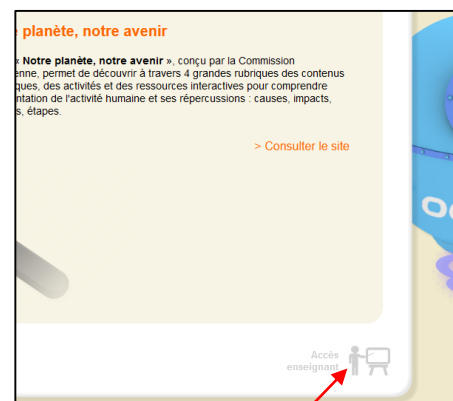 planète, notre avenir
« Notre planète, notre avenir », conçu par la Commission
enne, permet de découvrir à travers 4 grandes rubriques des contenus
ques, des activités et des ressources interactives pour comprendre
ntation de l'activité humaine et ses répercussions : causes, impacts,
s, étapes.
> Consulter le site
Accès
enseignant